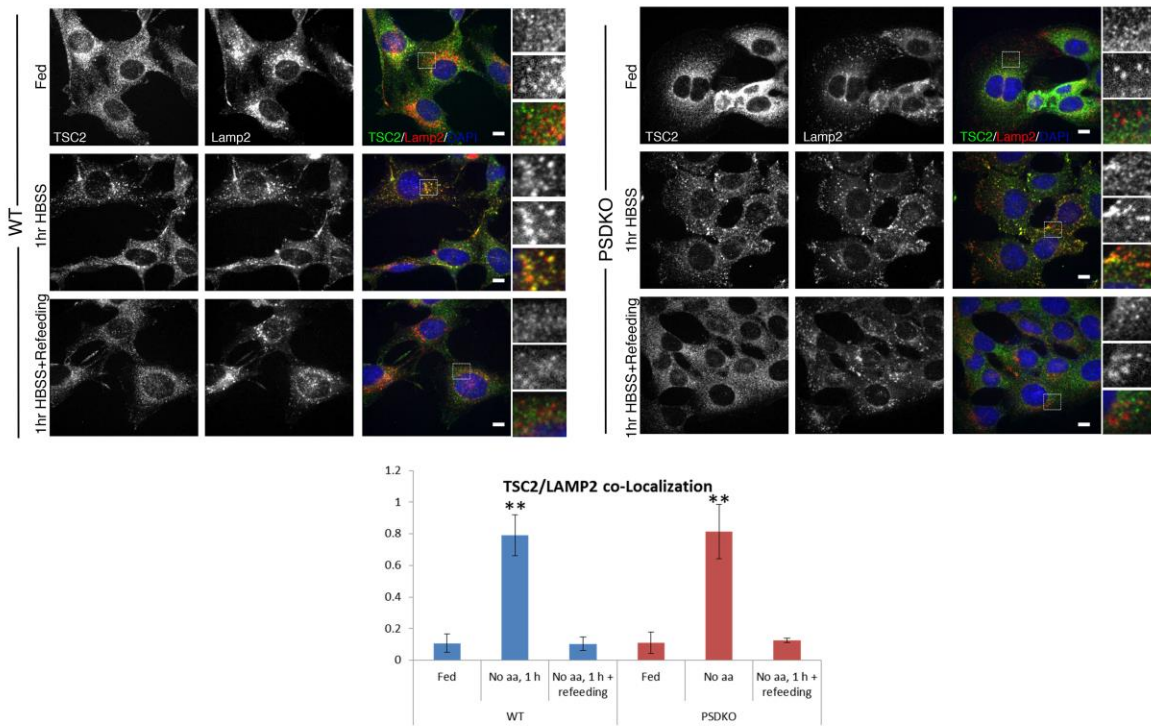 WT
Fed
TSC2
Lamp2
TSC2/Lamp2/DAPI
1hr HBSS
1hr HBSS+Refeeding
PSDKO
Fed
TSC2
Lamp2
TSC2/Lamp2/DAPI
1hr HBSS
1hr HBSS+Refeeding
TSC2/LAMP2 co-Localization
1.2
1
0.8
0.6
0.4
0.2
0
**
**
Fed
No aa, 1 h
No aa, 1 h +
refeeding
Fed
No aa
No aa, 1 h +
refeeding
WT
PSDKO